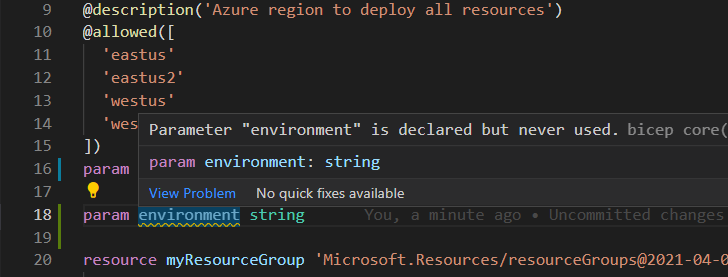 9 @description('Azure region to deploy all resources')
10 @allowed([
11 'eastus'
12 'eastus2'
13 'westus'
14 'wes
Parameter "environment" is declared but never used. bicep core(
15 ])
param environment: string
16 param
17
View Problem No quick fixes available
18 param environment string You, a minute ago • Uncommitted changes
19
20 resource myResourceGroup 'Microsoft.Resources/resourceGroups@2021-04-0